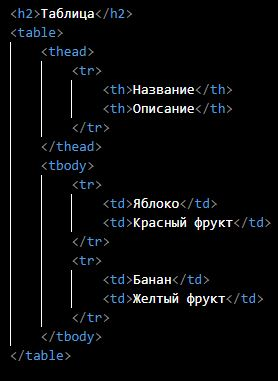 <h2>Таблица</h2>
<table>
<thead>
<tr>
<th>Название</th>
<th>Описание</th>
</tr>
</thead>
<tbody>
<tr>
<td>Яблоко</td>
<td>Красный фрукт</td>
</tr>
<tr>
<td>Банан</td>
<td>Желтый фрукт</td>
</tr>
</tbody>
</table>